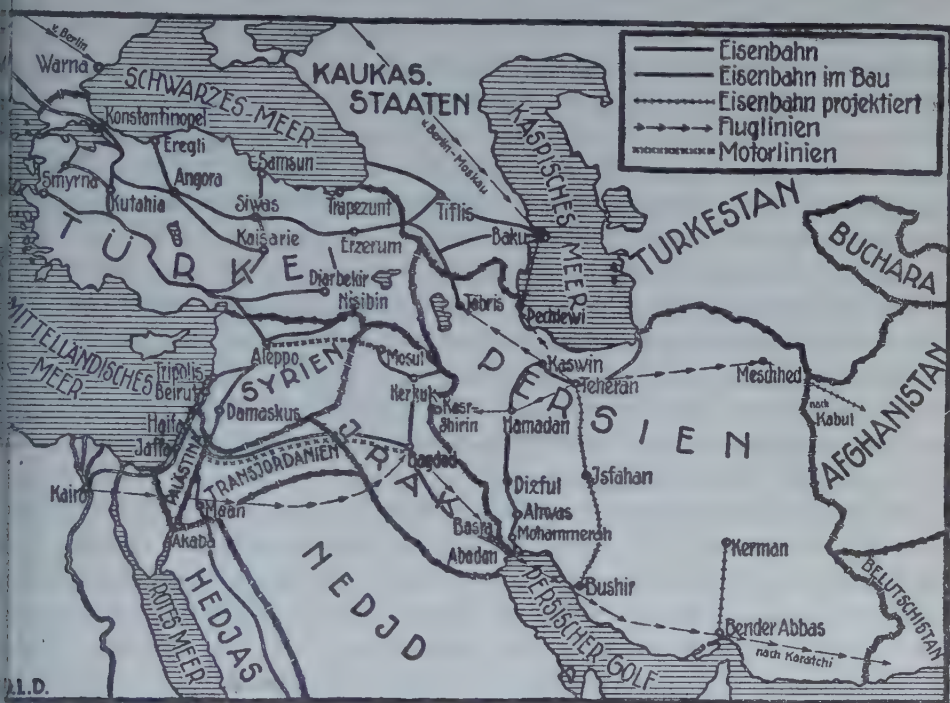 v. Berlin
Warna
SCHWARZES-MEER
KAUKAS.
STAATEN
KASPISCHES MEER
Eisenbahn
Eisenbahn im Bau
Eisenbahn projektiert
Fluglinien
Motorlinien
v. Berlin-Moskau
Konstantinopel
Eregli
Samsun
Smyrna
Kutahia
Angora
Siwas
Trapezunt
Tiflis
Baku
TURKESTAN
BUCHARA
TÜRKEI
Kaisarie
Erzerum
Diarbekir
Nisibin
Täbris
Pechlewi
MITTELLÄNDISCHES
MEER
Aleppo
SYRIEN
Mosul
Tripolis
Beirut
Damaskus
Kerkuk
Kasr-
Shirin
Kaswin
Teheran
Hamadan
Meschhed
nach
Kabul
AFGHANISTAN
PERSIEN
Haifa
Jaffa
PALÄSTINA
TRANSJORDANIEN
IRAK
Bagdad
Kairo
Maan
Akaba
Dizful
Isfahan
Ahwas
Mohammerah
Basra
Abadan
Kerman
NEDJD
HEDJAS
ROTES MEER
Bushir
PERSISCHER GOLF
Bender Abbas
nach Karatchi
BELUTSCHISTAN
L.D.